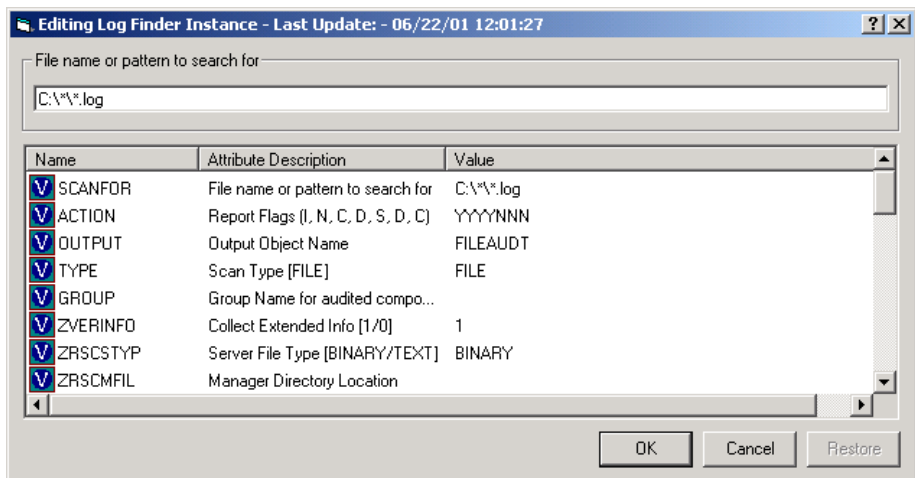 Editing Log Finder Instance - Last Update: - 06/22/01 12:01:27
File name or pattern to search for
C:\*\*.log
Name Attribute Description Value
V SCANFOR File name or pattern to search for C:\*\*.log
V ACTION Report Flags (I, N, C, D, S, D, C) YYYYNNN
V OUTPUT Output Object Name FILEAUDT
V TYPE Scan Type [FILE] FILE
V GROUP Group Name for audited compo...
V ZVERINFO Collect Extended Info [1/0] 1
V ZRSCSTYP Server File Type [BINARY/TEXT] BINARY
V ZRSCMFIL Manager Directory Location
OK Cancel Restore